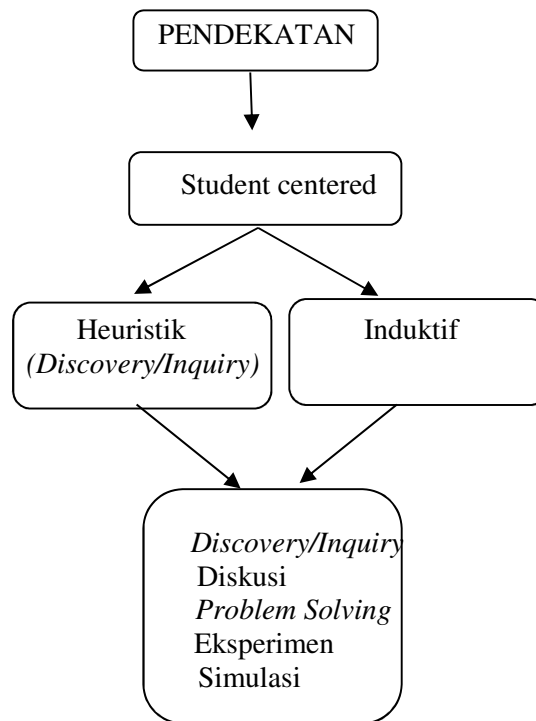 PENDEKATAN
Student centered
Heuristik
(Discovery/Inquiry)
Induktif
Discovery/Inquiry
Diskusi
Problem Solving
Eksperimen
Simulasi